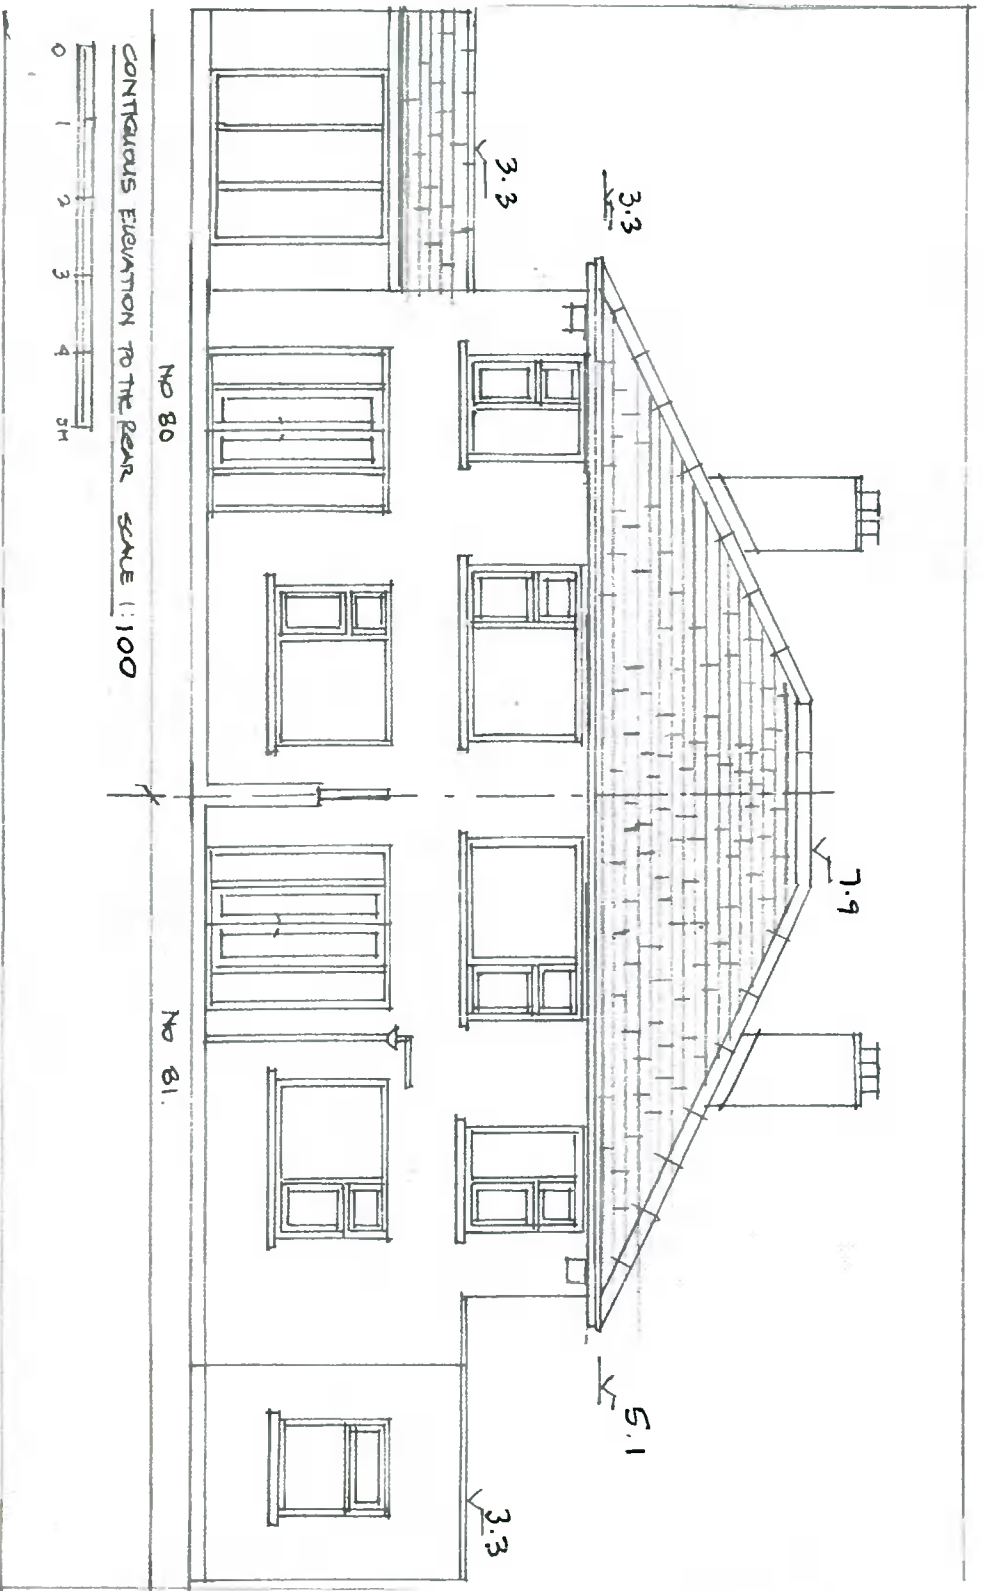 7.9
3.3
5.1
3.3
3.3
NO 80
NO 81.
CONTIGUOUS ELEVATION TO THE REAR SCALE 1:100
0 1 2 3 4 5M